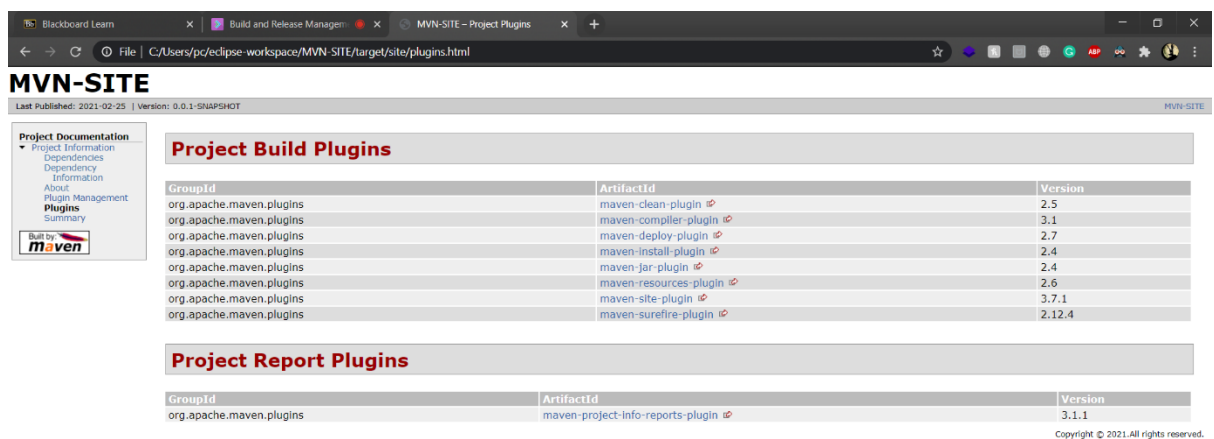 Blackboard Learn
Build and Release Managem
MVN-SITE – Project Plugins
File | C:/Users/pc/eclipse-workspace/MVN-SITE/target/site/plugins.html
ABP
MVN-SITE
Last Published: 2021-02-25 | Version: 0.0.1-SNAPSHOT
MVN-SITE
Project Documentation
Project Information
Dependencies
Dependency
Information
About
Plugin Management
Plugins
Summary
Built by:
maven
Project Build Plugins
GroupId ArtifactId Version
org.apache.maven.plugins maven-clean-plugin 2.5
org.apache.maven.plugins maven-compiler-plugin 3.1
org.apache.maven.plugins maven-deploy-plugin 2.7
org.apache.maven.plugins maven-install-plugin 2.4
org.apache.maven.plugins maven-jar-plugin 2.4
org.apache.maven.plugins maven-resources-plugin 2.6
org.apache.maven.plugins maven-site-plugin 3.7.1
org.apache.maven.plugins maven-surefire-plugin 2.12.4
Project Report Plugins
GroupId ArtifactId Version
org.apache.maven.plugins maven-project-info-reports-plugin 3.1.1
Copyright © 2021.All rights reserved.